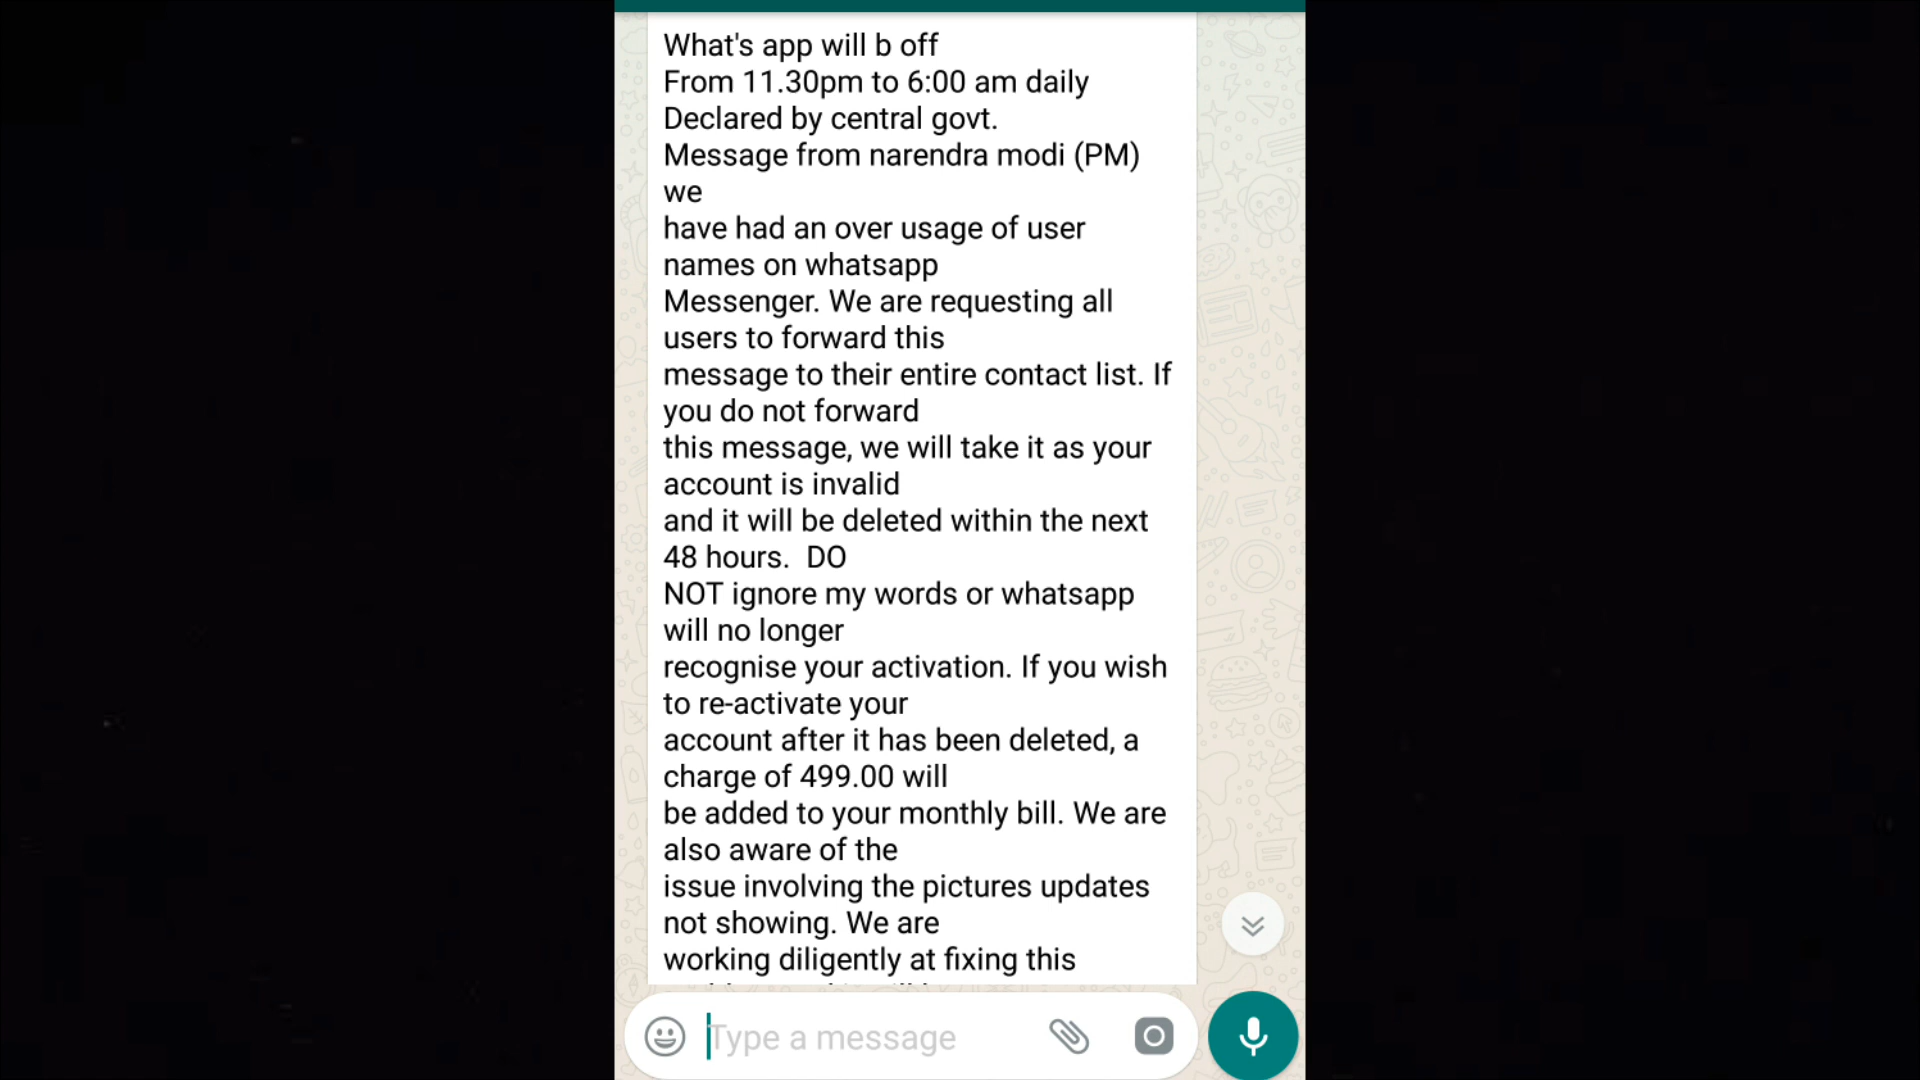 What's app will b off
From 11.30pm to 6:00 am daily
Declared by central govt.
Message from narendra modi (PM)
we
have had an over usage of user
names on whatsapp
Messenger. We are requesting all
users to forward this
message to their entire contact list. If
you do not forward
this message, we will take it as your
account is invalid
and it will be deleted within the next
48 hours.  DO
NOT ignore my words or whatsapp
will no longer
recognise your activation. If you wish
to re-activate your
account after it has been deleted, a
charge of 499.00 will
be added to your monthly bill. We are
also aware of the
issue involving the pictures updates
not showing. We are
working diligently at fixing this
Type a message